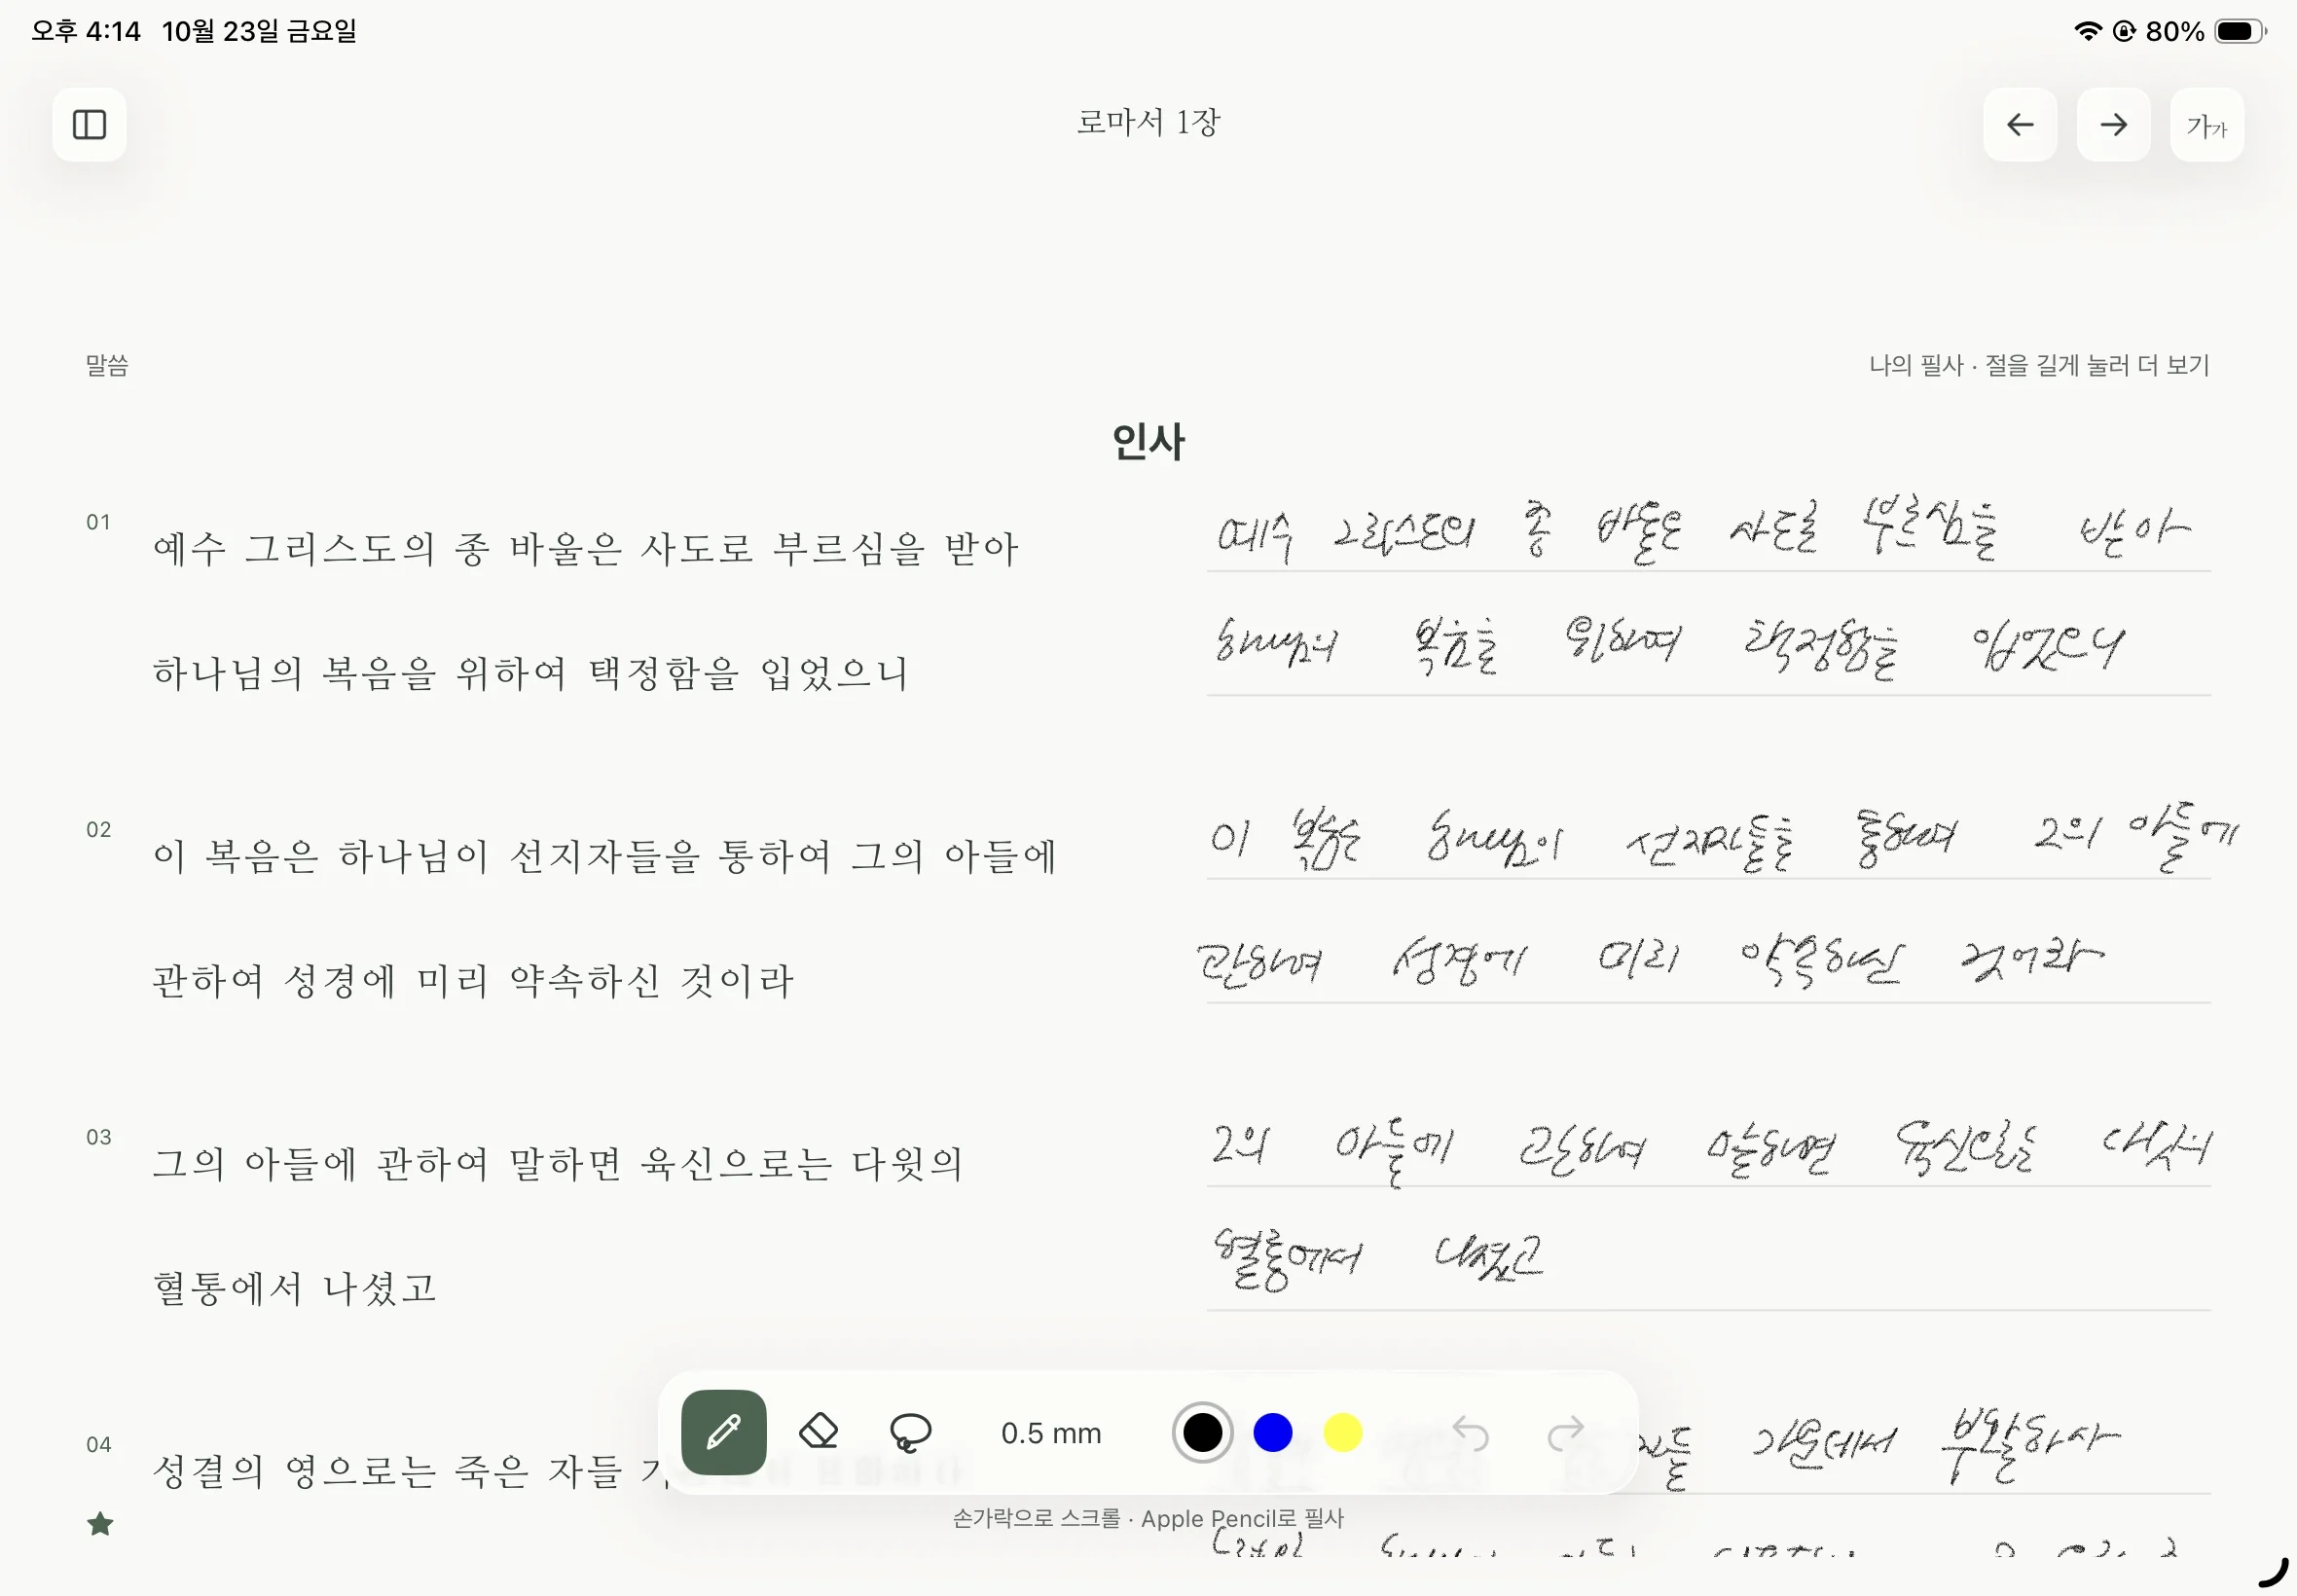 오후 4:14 10월 23일 금요일 80%
로마서 1장
가가
말씀 나의 필사 · 절을 길게 눌러 더 보기
인사
01 예수 그리스도의 종 바울은 사도로 부르심을 받아
예수 그리스도의 종 바울은 사도로 부르심을 받아
하나님의 복음을 위하여 택정함을 입었으니
하나님의 복음을 위하여 택정함을 입었으니
02 이 복음은 하나님이 선지자들을 통하여 그의 아들에
이 복음은 하나님이 선지자들을 통하여 그의 아들에
관하여 성경에 미리 약속하신 것이라
관하여 성경에 미리 약속하신 것이라
03 그의 아들에 관하여 말하면 육신으로는 다윗의
그의 아들에 관하여 말하면 육신으로는 다윗의
혈통에서 나셨고
혈통에서 나셨고
04 성결의 영으로는 죽은 자들
자들 가운데서 부활하사
0.5 mm
손가락으로 스크롤 · Apple Pencil로 필사